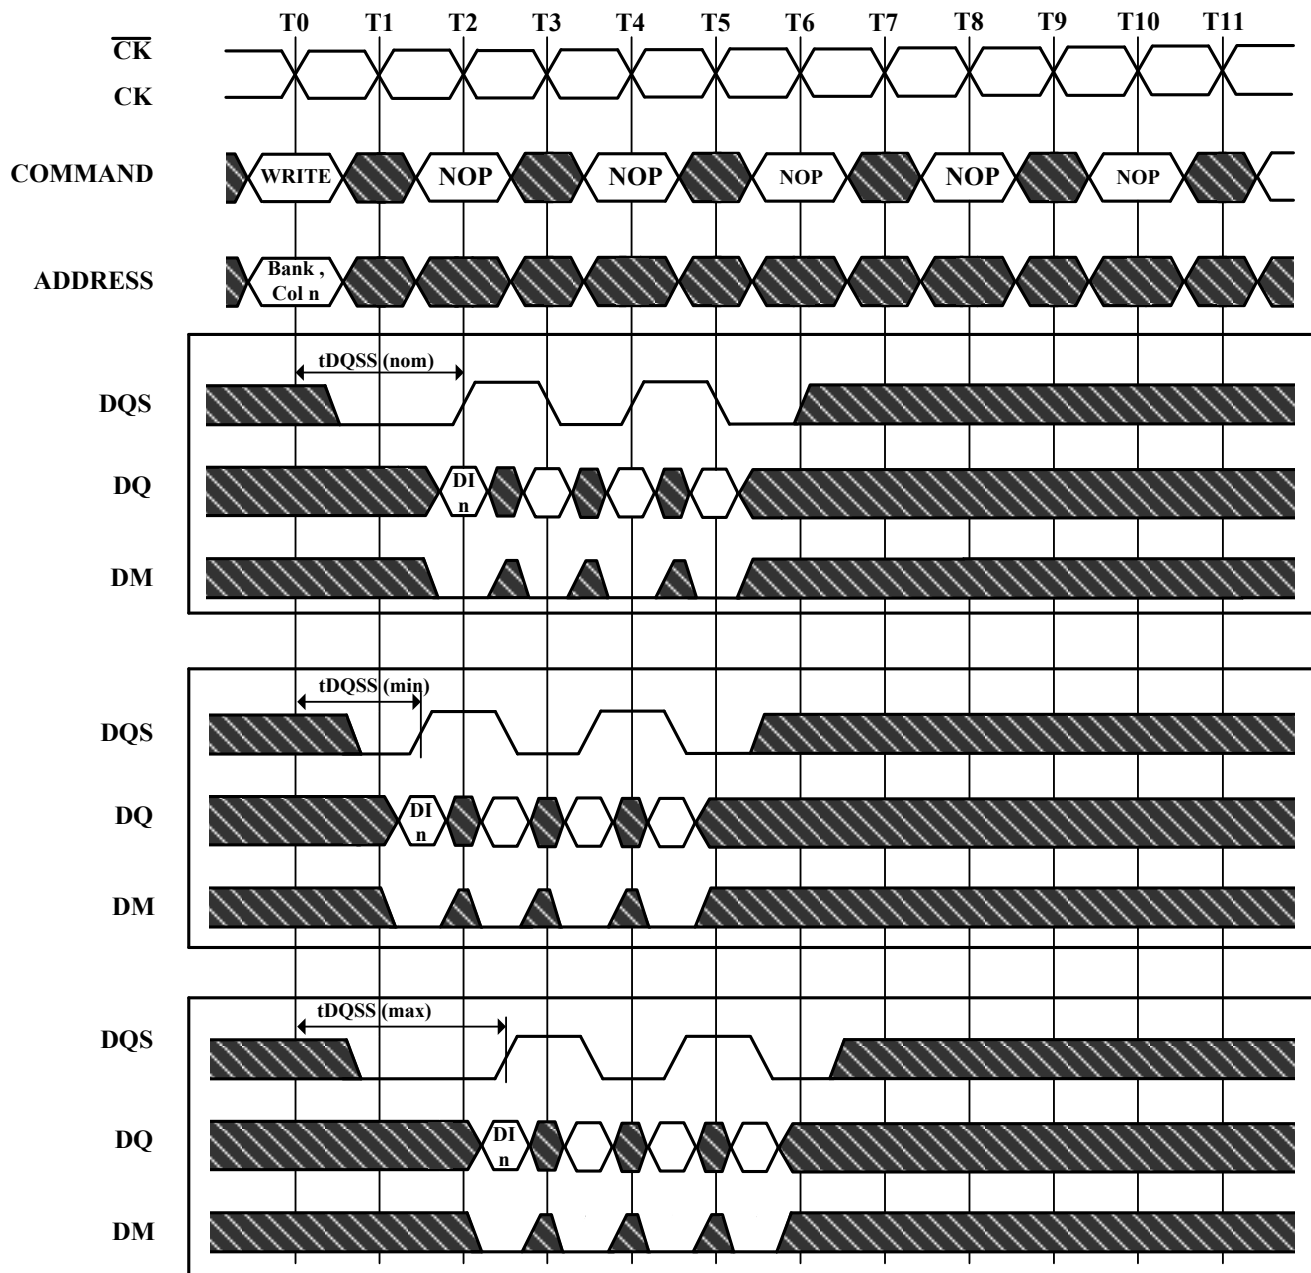 T0 T1 T2 T3 T4 T5 T6 T7 T8 T9 T10 T11
CK
CK
COMMAND WRITE NOP NOP NOP NOP NOP
ADDRESS Bank ,
Col n
tDQSS (nom)
DQS
DQ DI
n
DM
tDQSS (min)
DQS
DQ DI
n
DM
tDQSS (max)
DQS
DQ DI
n
DM